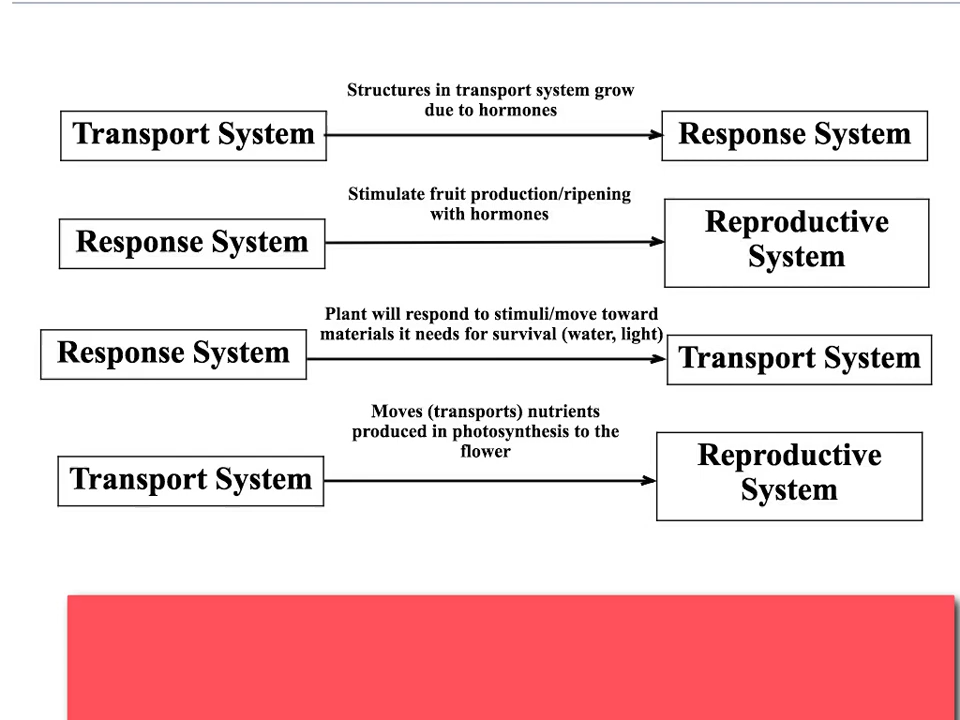 Structures in transport system grow
due to hormones
Transport System
Response System
Stimulate fruit production/ripening
with hormones
Response System
Reproductive
System
Plant will respond to stimuli/move toward
materials it needs for survival (water, light)
Response System
Transport System
Moves (transports) nutrients
produced in photosynthesis to the
flower
Transport System
Reproductive
System